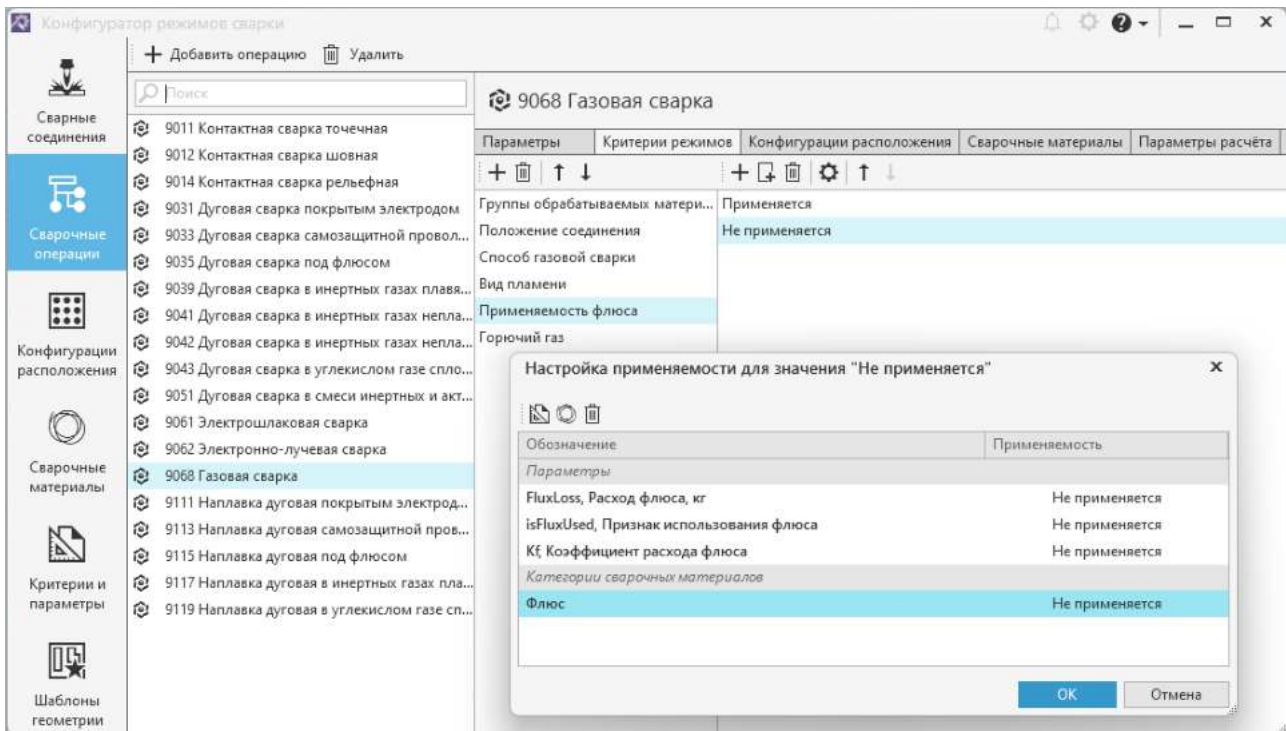 Конфигуратор режимов сварки
Добавить операцию Удалить
Сварные соединения
Сварочные операции
Конфигурации расположения
Сварочные материалы
Критерии и параметры
Шаблоны геометрии
Поиск
9011 Контактная сварка точечная
9012 Контактная сварка шовная
9014 Контактная сварка рельефная
9031 Дуговая сварка покрытым электродом
9033 Дуговая сварка самозащитной провол...
9035 Дуговая сварка под флюсом
9039 Дуговая сварка в инертных газах плавя...
9041 Дуговая сварка в инертных газах непла...
9042 Дуговая сварка в инертных газах непла...
9043 Дуговая сварка в углекислом газе спло...
9051 Дуговая сварка в смеси инертных и акт...
9061 Электрошлаковая сварка
9062 Электронно-лучевая сварка
9068 Газовая сварка
9111 Наплавка дуговая покрытым электрод...
9113 Наплавка дуговая самозащитной пров...
9115 Наплавка дуговая под флюсом
9117 Наплавка дуговая в инертных газах пла...
9119 Наплавка дуговая в углекислом газе сп...
9068 Газовая сварка
Параметры Критерии режимов Конфигурации расположения Сварочные материалы Параметры расчёта
Группы обрабатываемых матери...
Положение соединения
Способ газовой сварки
Вид пламени
Применяемость флюса
Горючий газ
Применяется
Не применяется
Настройка применяемости для значения "Не применяется"
Обозначение Применяемость
Параметры
FluxLoss, Расход флюса, кг Не применяется
isFluxUsed, Признак использования флюса Не применяется
Kf, Коэффициент расхода флюса Не применяется
Категории сварочных материалов
Флюс Не применяется
ОК Отмена